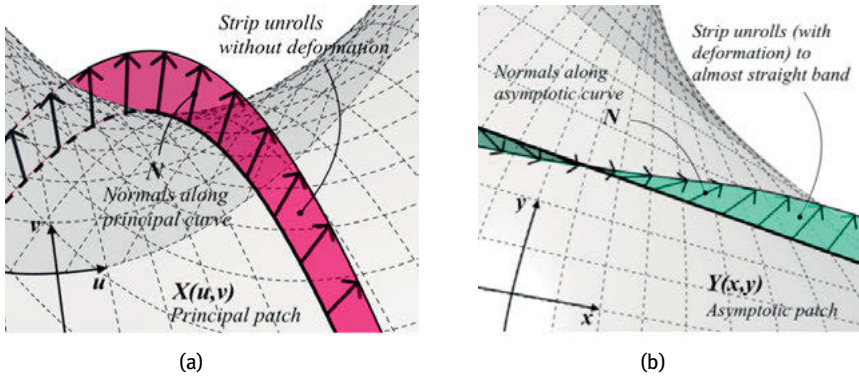 Strip unrolls
without deformation
N
Normals along
principal curve
v
u
X(u,v)
Principal patch
(a)
Strip unrolls (with
deformation) to
almost straight band
Normals along
asymptotic curve
N
y
x
Y(x,y)
Asymptotic patch
(b)